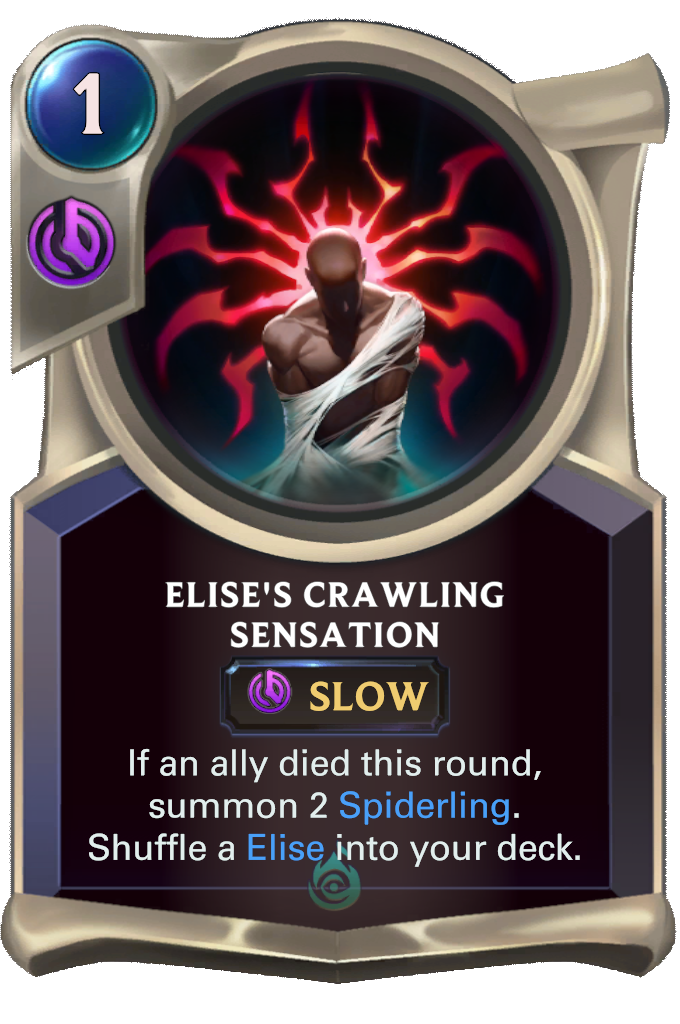 1
ELISE'S CRAWLING
SENSATION
SLOW
If an ally died this round,
summon 2 Spiderling.
Shuffle a Elise into your deck.